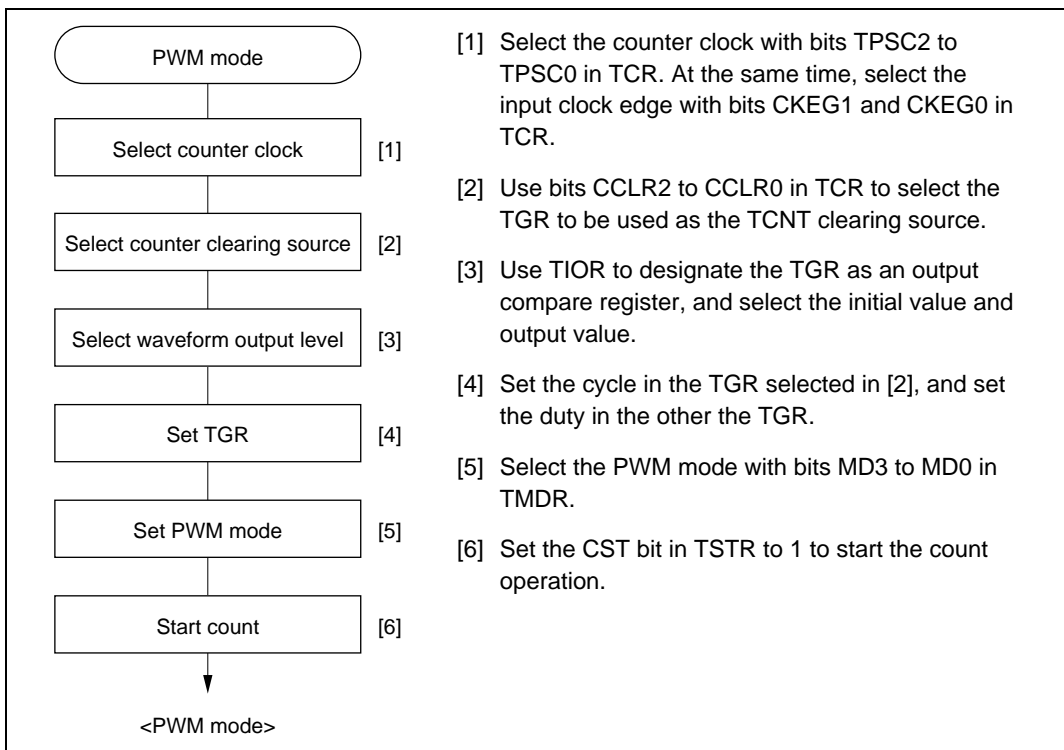 PWM mode
Select counter clock
[1]
Select counter clearing source
[2]
Select waveform output level
[3]
Set TGR
[4]
Set PWM mode
[5]
Start count
[6]
<PWM mode>
[1] Select the counter clock with bits TPSC2 to
TPSC0 in TCR. At the same time, select the
input clock edge with bits CKEG1 and CKEG0 in
TCR.
[2] Use bits CCLR2 to CCLR0 in TCR to select the
TGR to be used as the TCNT clearing source.
[3] Use TIOR to designate the TGR as an output
compare register, and select the initial value and
output value.
[4] Set the cycle in the TGR selected in [2], and set
the duty in the other the TGR.
[5] Select the PWM mode with bits MD3 to MD0 in
TMDR.
[6] Set the CST bit in TSTR to 1 to start the count
operation.